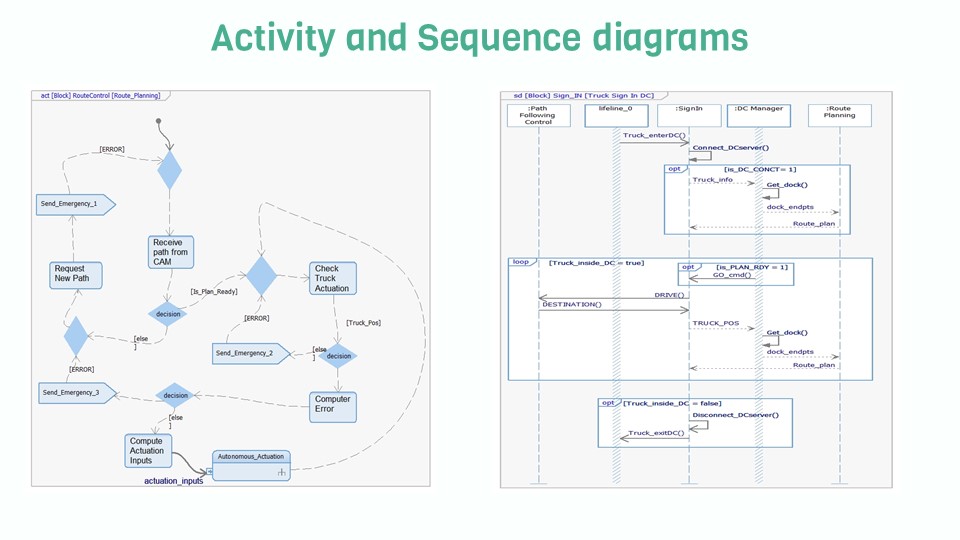 Activity and Sequence diagrams
act [Block] RouteControl [Route_Planning]
[ERROR]
Send_Emergency_1
Receive
path from
CAM
Request
New Path
Check
Truck
Actuation
[Is_Plan_Ready]
decision
[ERROR]
[Truck_Pos]
[else
]
Send_Emergency_2
[else
]
decision
[ERROR]
Send_Emergency_3
decision
Computer
Error
[else
]
Compute
Actuation
Inputs
Autonomous_Actuation
actuation_inputs
sd [Block] Sign_IN [Truck Sign In DC]
:Path
Following
Control
lifeline_0
:SignIn
:DC Manager
:Route
Planning
Truck_enterDC()
Connect_DCserver()
opt
[is_DC_CONCT= 1]
Truck_info
Get_dock()
dock_endpts
Route_plan
loop
[Truck_inside_DC = true]
opt
[is_PLAN_RDY = 1]
GO_cmd()
DRIVE()
DESTINATION()
TRUCK_POS
Get_dock()
dock_endpts
Route_plan
opt
[Truck_inside_DC = false]
Disconnect_DCserver()
Truck_exitDC()